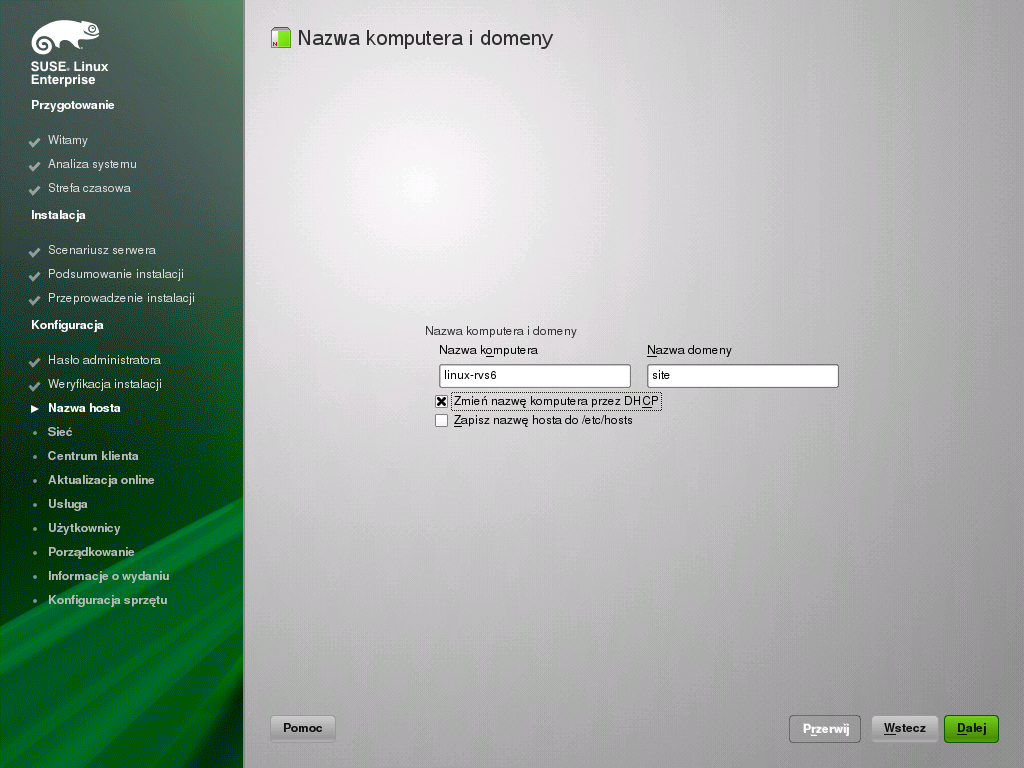 SUSE® Linux
Enterprise
Przygotowanie
Witamy
Analiza systemu
Strefa czasowa
Instalacja
Scenariusz serwera
Podsumowanie instalacji
Przeprowadzenie instalacji
Konfiguracja
Hasło administratora
Weryfikacja instalacji
Nazwa hosta
Sieć
Centrum klienta
Aktualizacja online
Usługa
Użytkownicy
Porządkowanie
Informacje o wydaniu
Konfiguracja sprzętu
Nazwa komputera i domeny
Nazwa komputera i domeny
Nazwa komputera Nazwa domeny
linux-rvs6 site
Zmień nazwę komputera przez DHCP
Zapisz nazwę hosta do /etc/hosts
Pomoc Przerwij Wstecz Dalej